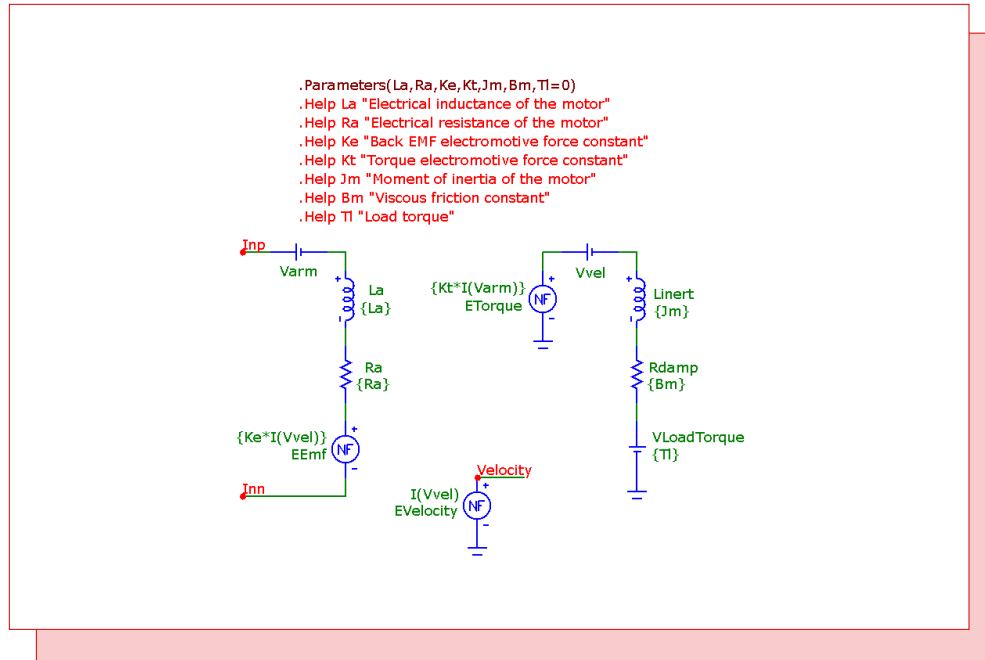 .Parameters(La,Ra,Ke,Kt,Jm,Bm,Tl=0)
.Help La "Electrical inductance of the motor"
.Help Ra "Electrical resistance of the motor"
.Help Ke "Back EMF electromotive force constant"
.Help Kt "Torque electromotive force constant"
.Help Jm "Moment of inertia of the motor"
.Help Bm "Viscous friction constant"
.Help Tl "Load torque"
Inp
Varm
La
{La}
Ra
{Ra}
{Ke*I(Vvel)}
EEmf
NF
Inn
Vvel
{Kt*I(Varm)}
ETorque
NF
Linert
{Jm}
Rdamp
{Bm}
VLoadTorque
{Tl}
Velocity
I(Vvel)
EVelocity
NF